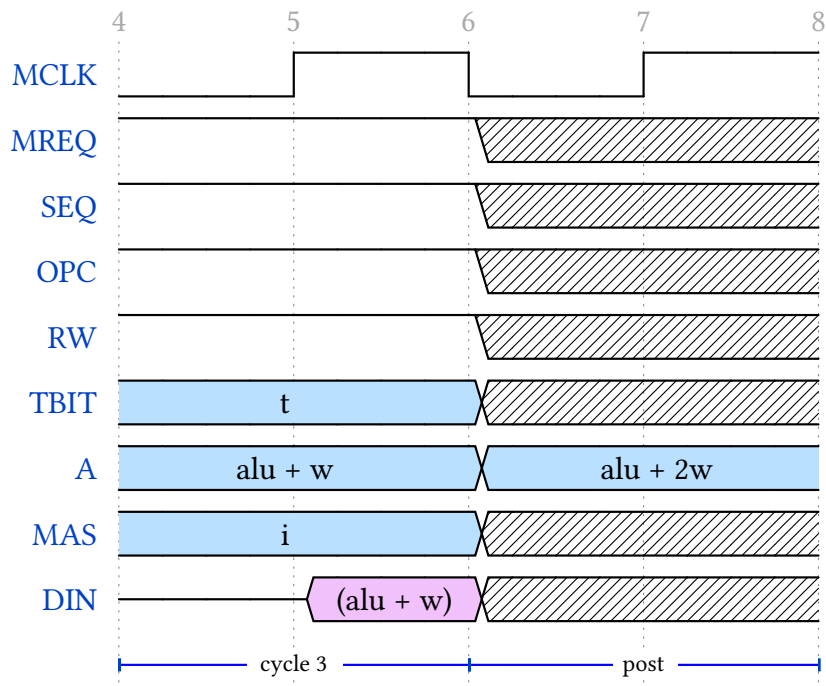 4 5 6 7 8
MCLK
MREQ
SEQ
OPC
RW
TBIT t
A alu + w alu + 2w
MAS i
DIN (alu + w)
cycle 3 post